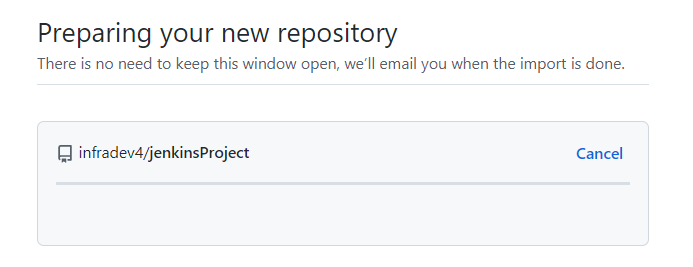 Preparing your new repository
There is no need to keep this window open, we’ll email you when the import is done.
infradev4/jenkinsProject
Cancel